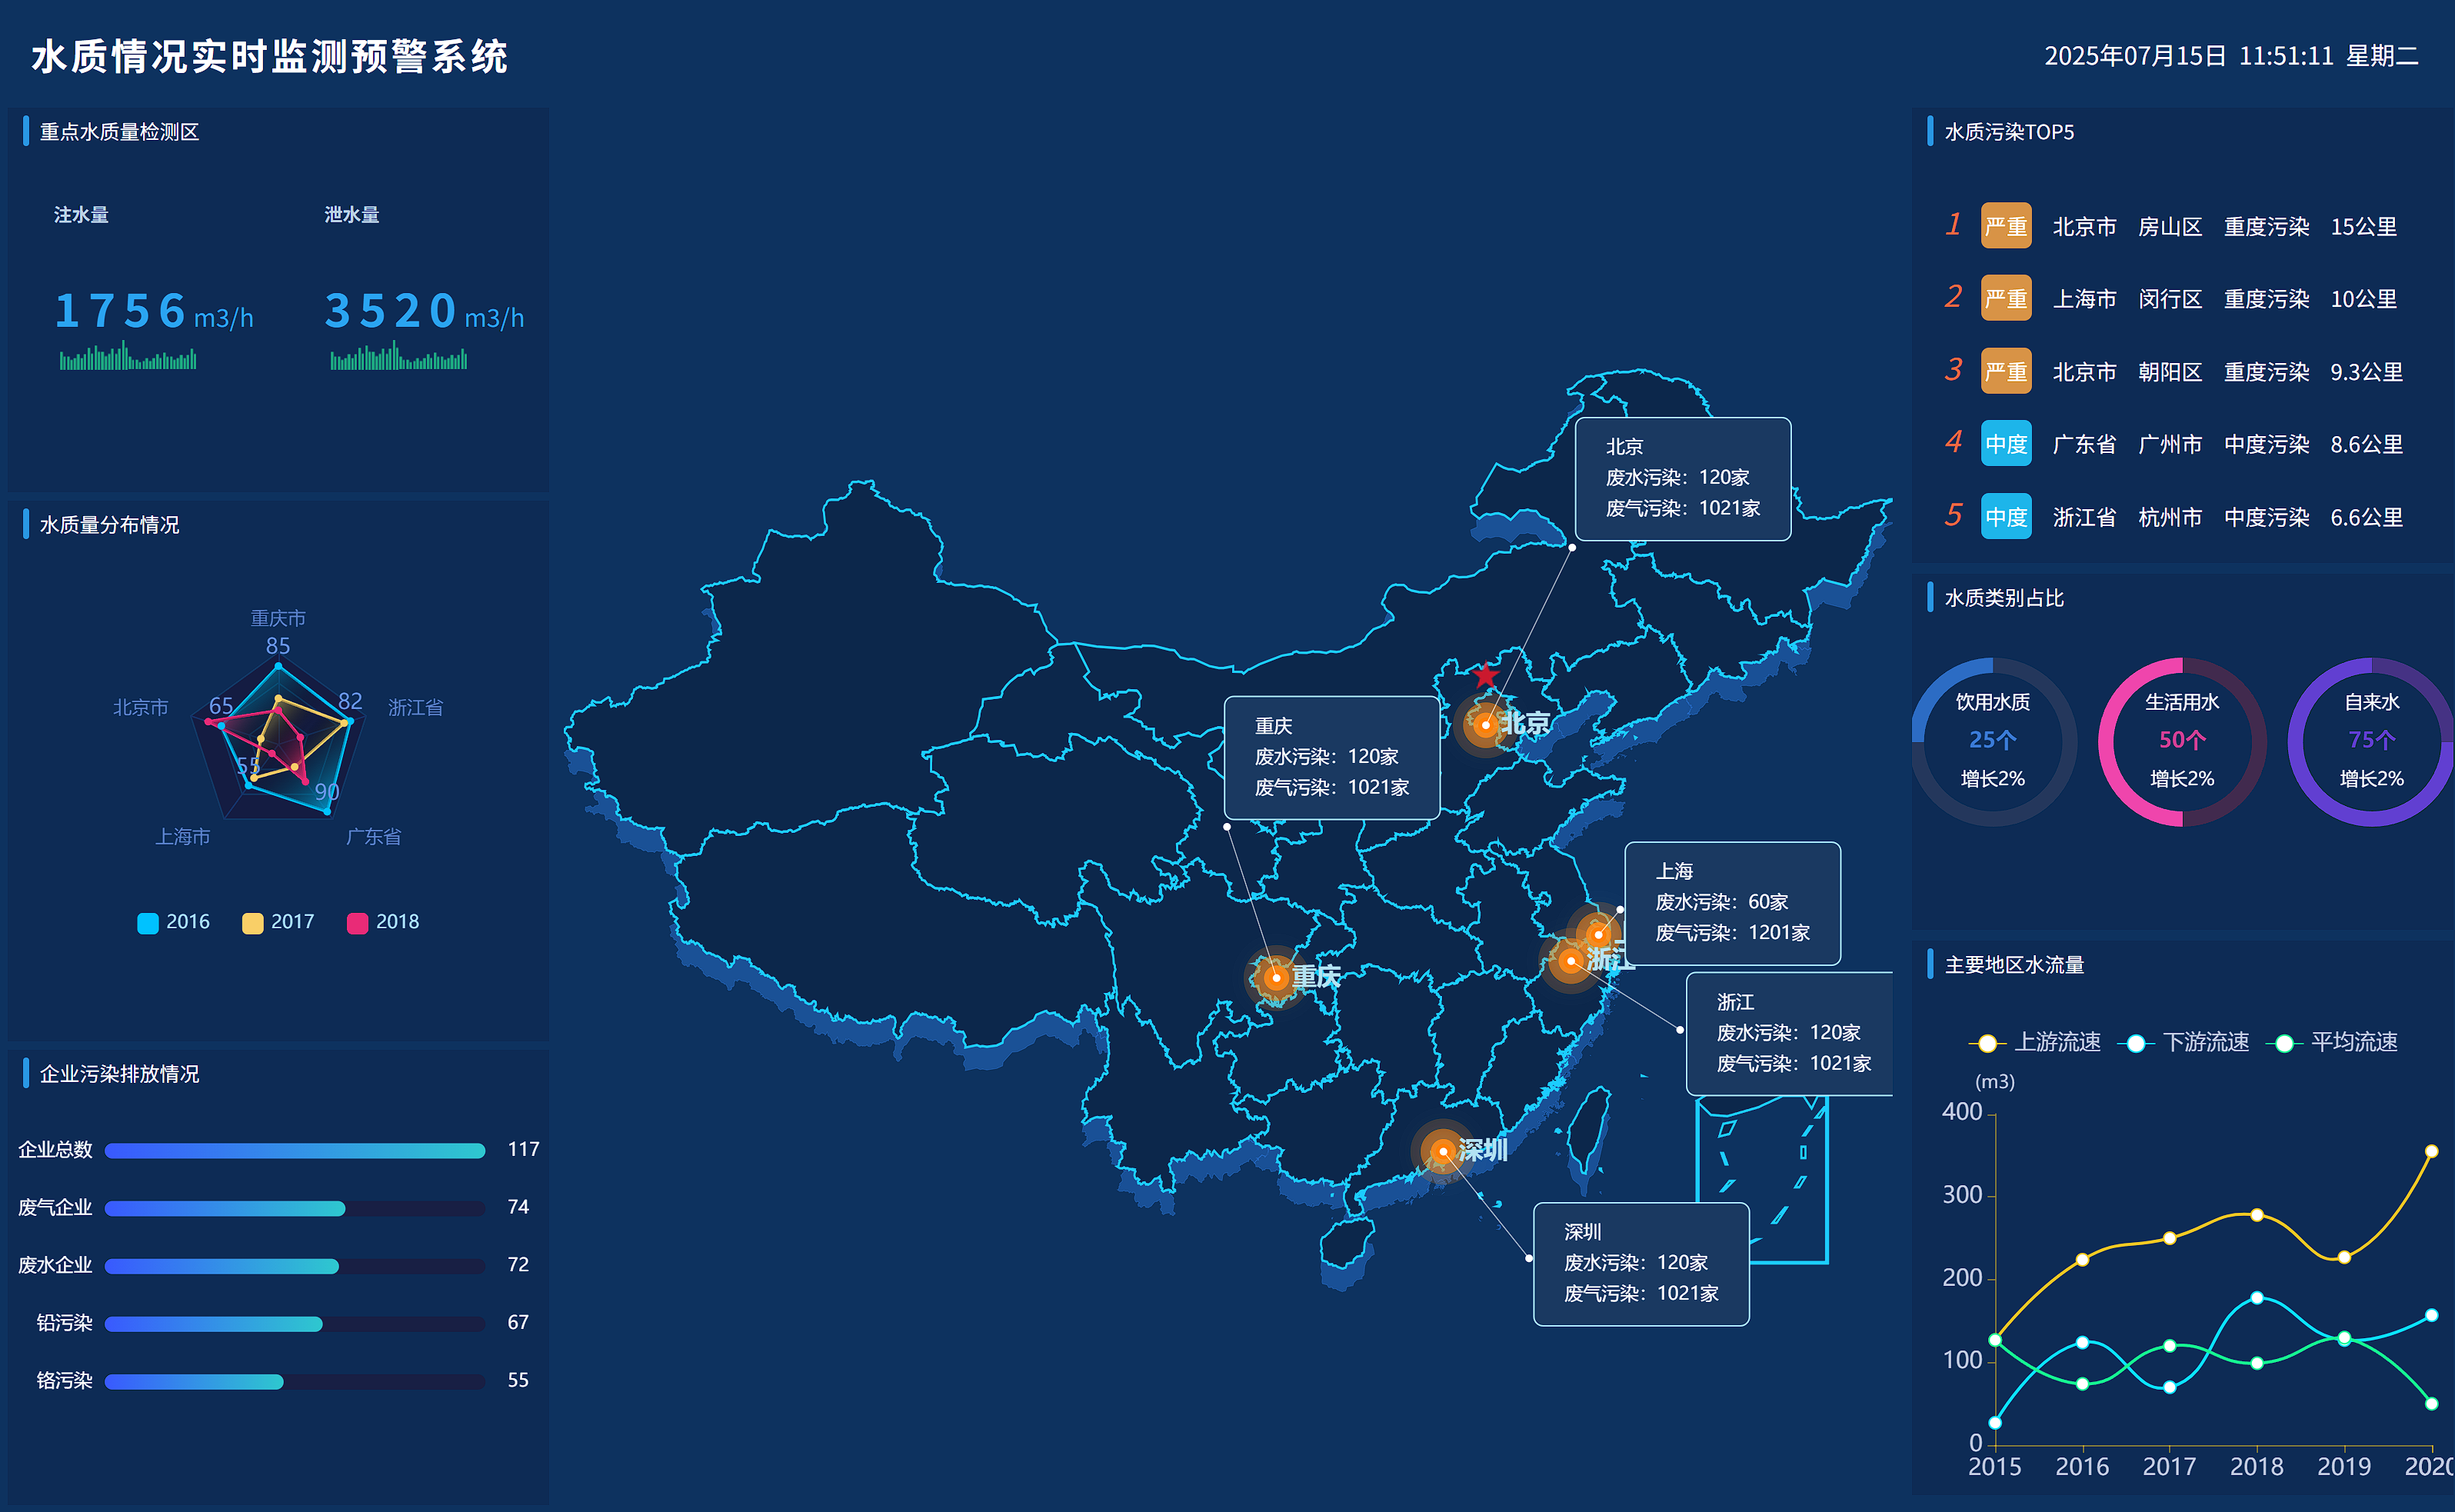 水质情况实时监测预警系统
2025年07月15日 11:51:11 星期二
重点水质量检测区
注水量
泄水量
1756 m3/h
3520 m3/h
水质量分布情况
重庆市
85
北京市
65
82
浙江省
55
90
上海市
广东省
2016
2017
2018
企业污染排放情况
企业总数 117
废气企业 74
废水企业 72
铅污染 67
铬污染 55
北京
废水污染：120家
废气污染：1021家
北京
重庆
废水污染：120家
废气污染：1021家
重庆
上海
废水污染：60家
废气污染：1201家
浙江
浙江
废水污染：120家
废气污染：1021家
深圳
深圳
废水污染：120家
废气污染：1021家
水质污染TOP5
1 严重 北京市 房山区 重度污染 15公里
2 严重 上海市 闵行区 重度污染 10公里
3 严重 北京市 朝阳区 重度污染 9.3公里
4 中度 广东省 广州市 中度污染 8.6公里
5 中度 浙江省 杭州市 中度污染 6.6公里
水质类别占比
饮用水质
25个
增长2%
生活用水
50个
增长2%
自来水
75个
增长2%
主要地区水流量
上游流速 下游流速 平均流速
(m3)
400
300
200
100
0
2015 2016 2017 2018 2019 2020